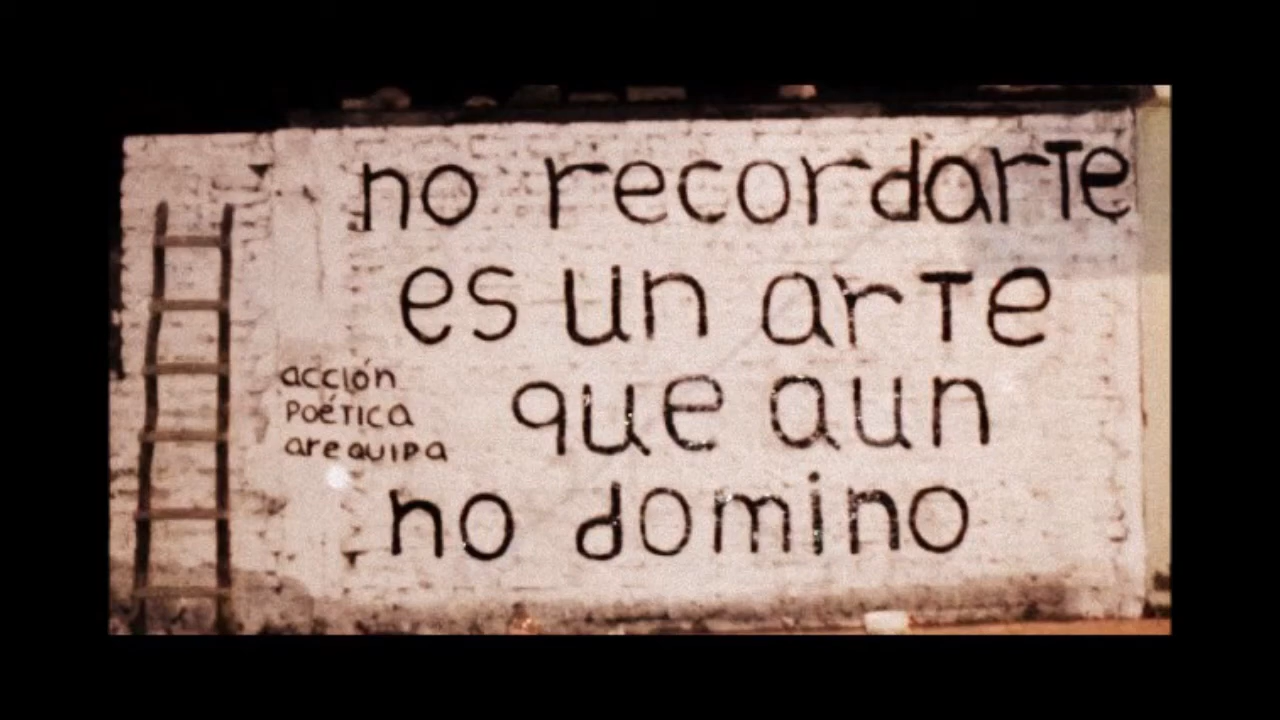 no recordarte
es un arte
que aun
no domino
acción
Poética
arequipa